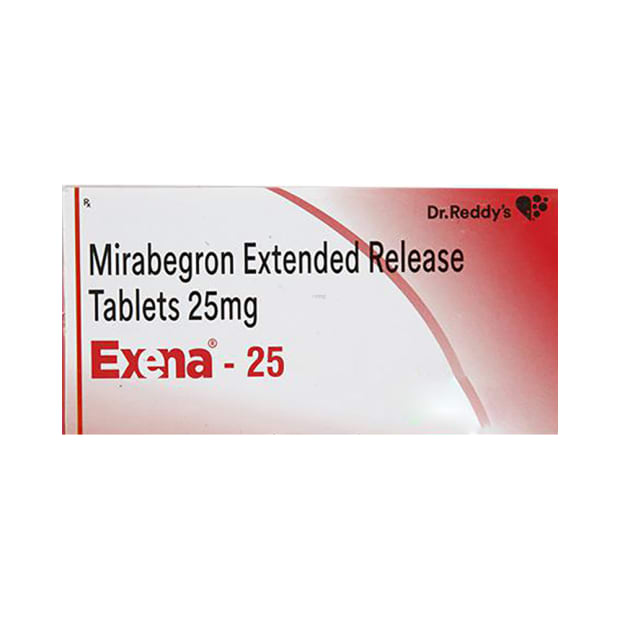 ℞
Dr.Reddy's
Mirabegron Extended Release
Tablets 25mg
Exena® - 25